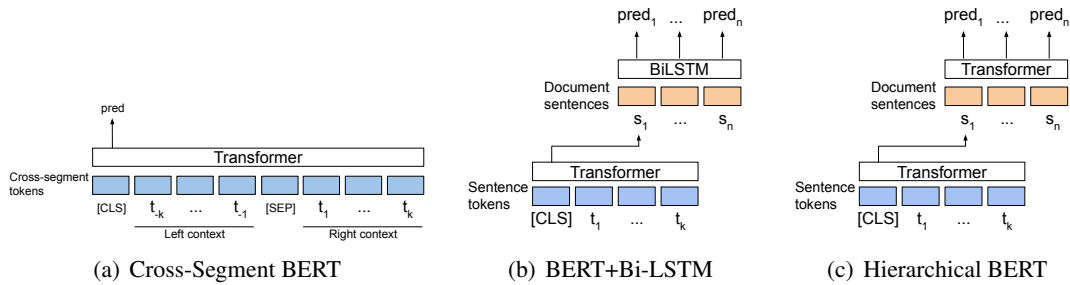 pred
Transformer
Cross-segment
tokens
[CLS] t-k ... t-1 [SEP] t1 ... tk
Left context Right context
(a) Cross-Segment BERT
pred1 ... predn
BiLSTM
Document
sentences
s1 ... sn
Transformer
Sentence
tokens
[CLS] t1 ... tk
(b) BERT+Bi-LSTM
pred1 ... predn
Transformer
Document
sentences
s1 ... sn
Transformer
Sentence
tokens
[CLS] t1 ... tk
(c) Hierarchical BERT